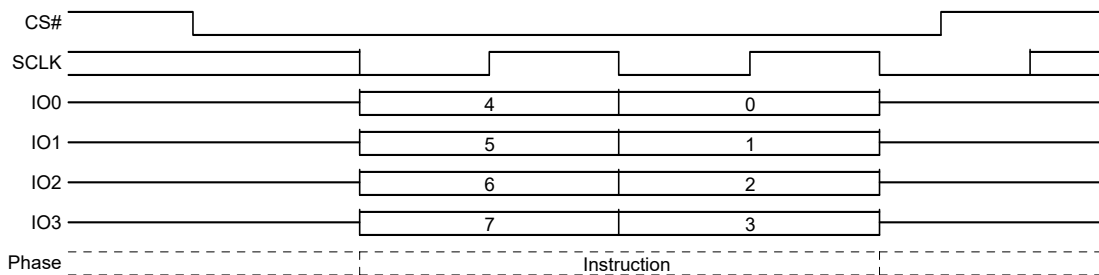 CS#
SCLK
IO0 4 0
IO1 5 1
IO2 6 2
IO3 7 3
Phase Instruction